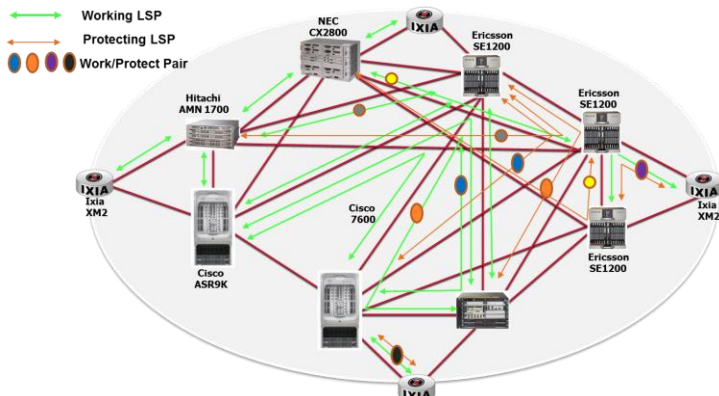 Working LSP
Protecting LSP
Work/Protect Pair
NEC
CX2800
IXIA
Ericsson
SE1200
Ericsson
SE1200
Hitachi
AMN 1700
IXIA
Ixia
XM2
Cisco
7600
IXIA
Ixia
XM2
Cisco
ASR9K
Ericsson
SE1200
IXIA